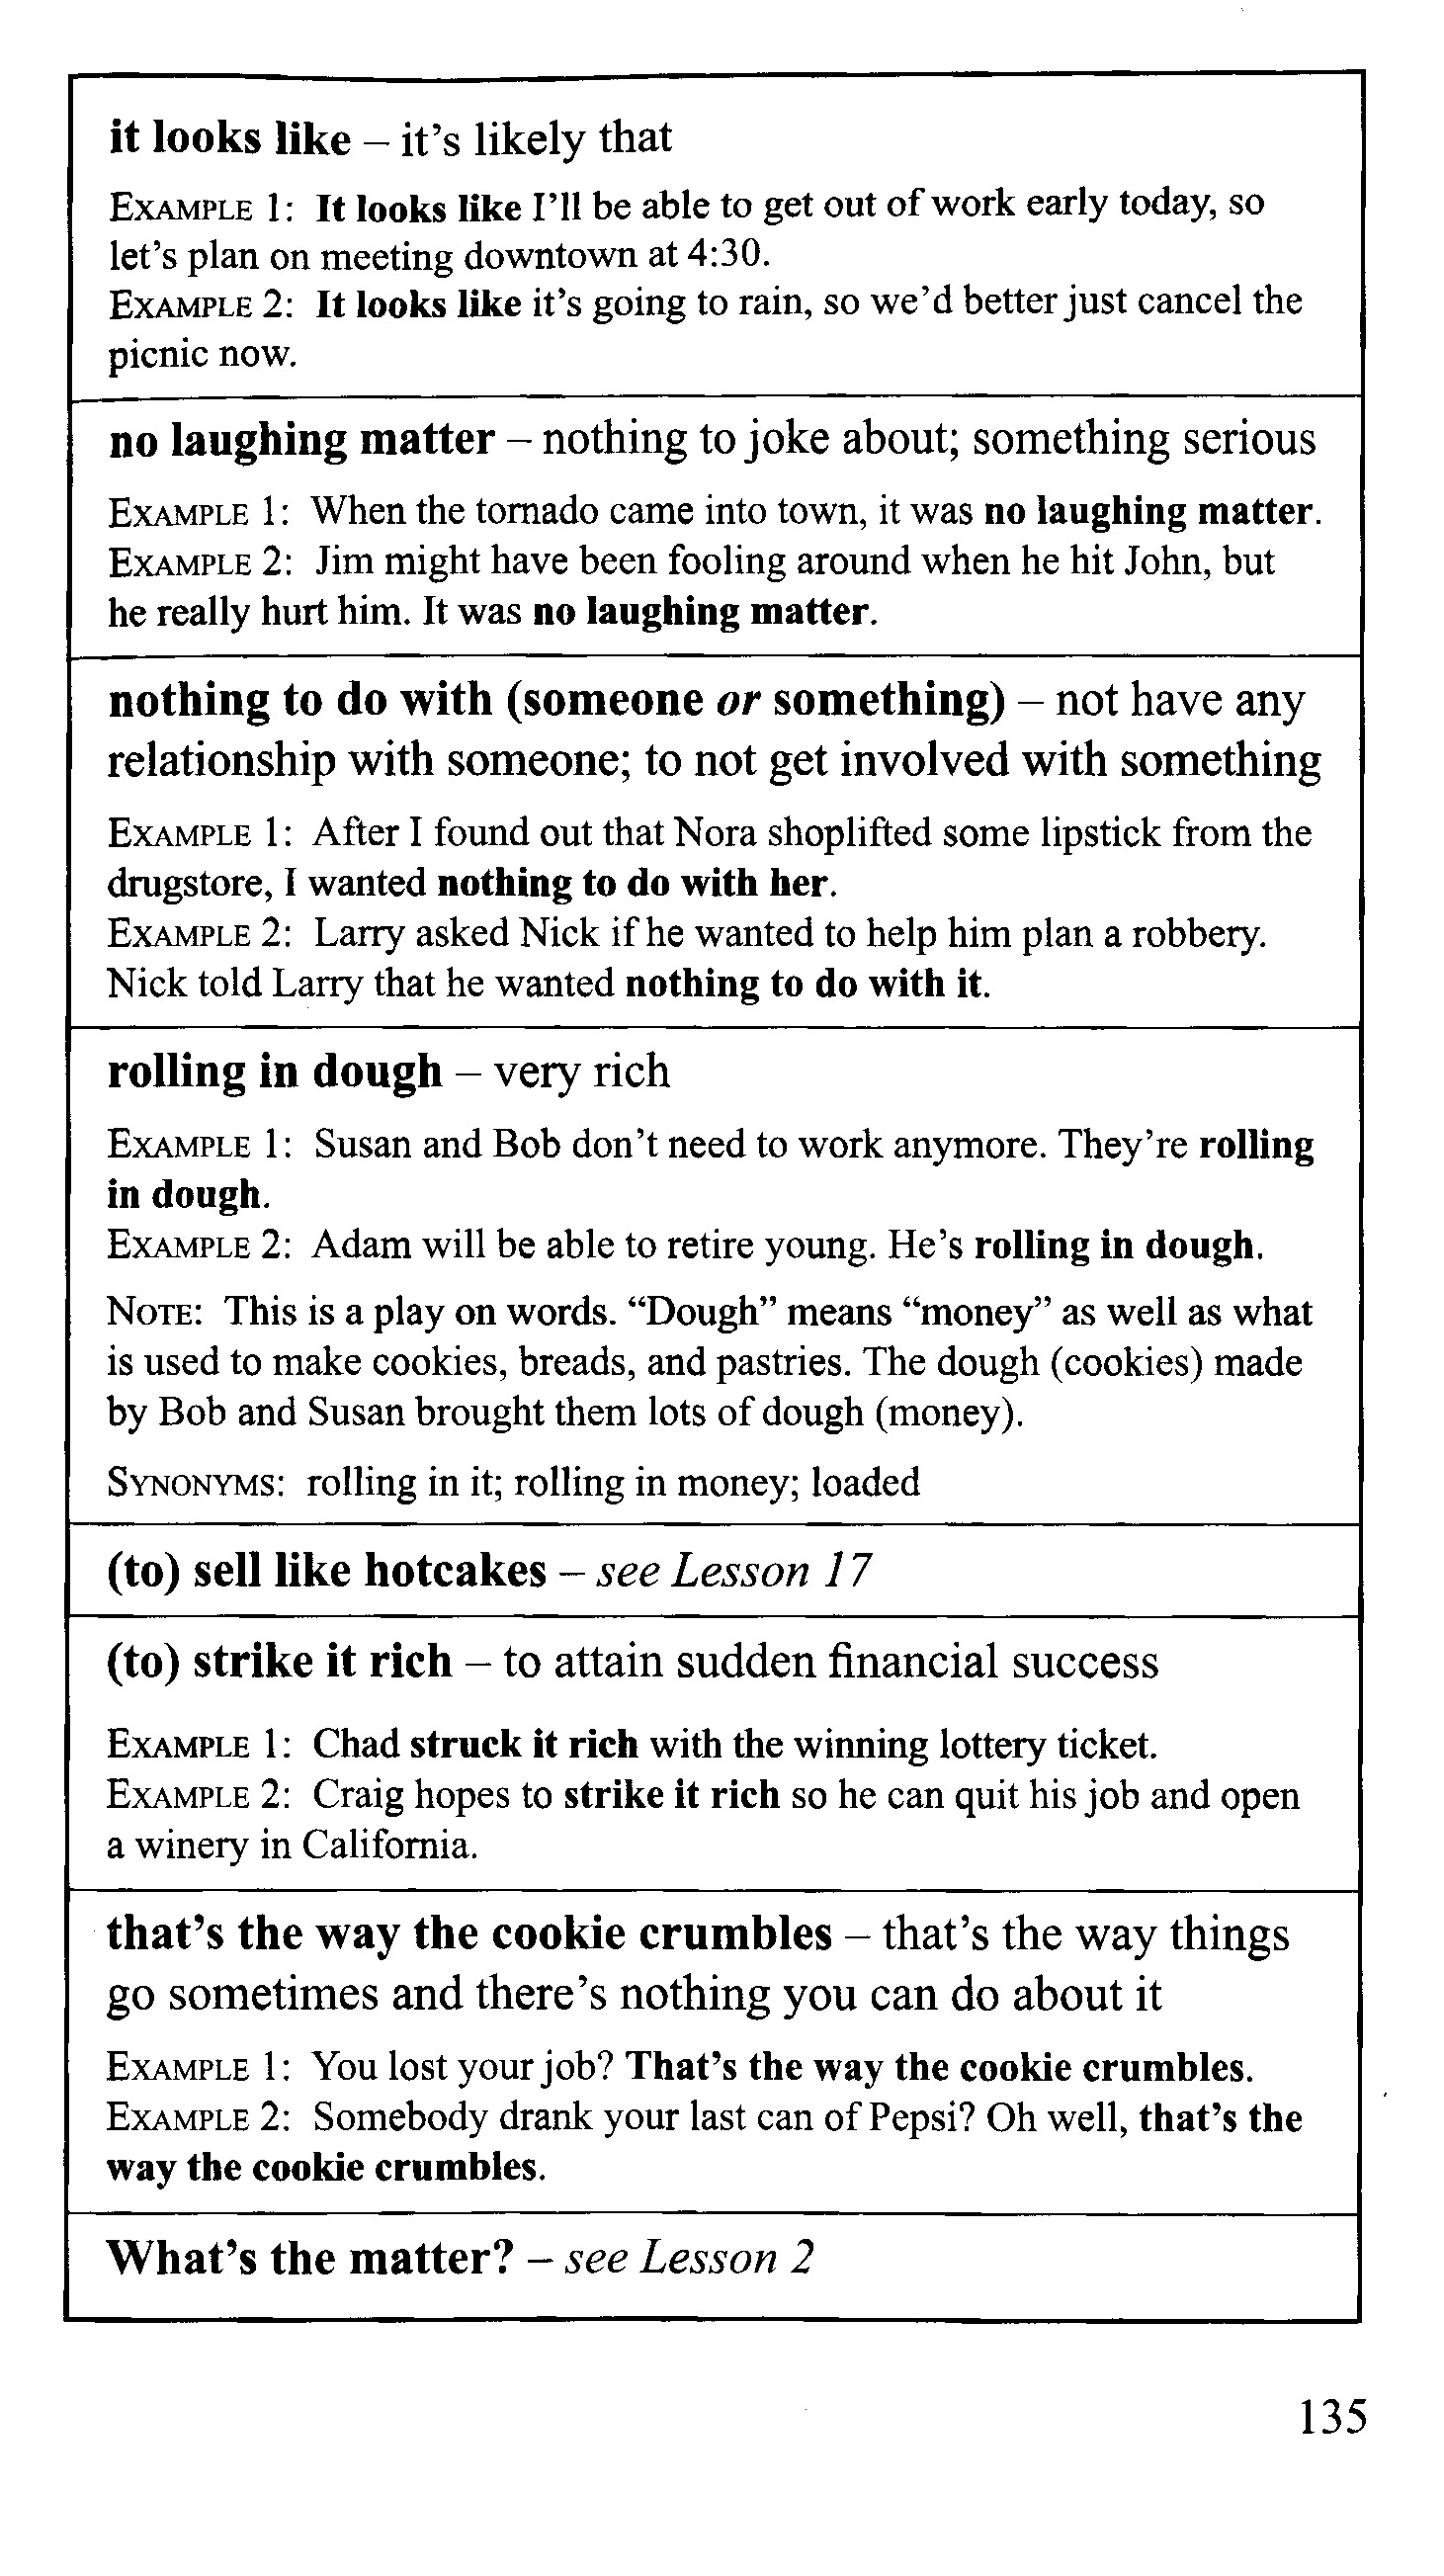 it looks like – it's likely that
EXAMPLE 1: It looks like I'll be able to get out of work early today, so
let's plan on meeting downtown at 4:30.
EXAMPLE 2: It looks like it's going to rain, so we'd better just cancel the
picnic now.
no laughing matter – nothing to joke about; something serious
EXAMPLE 1: When the tornado came into town, it was no laughing matter.
EXAMPLE 2: Jim might have been fooling around when he hit John, but
he really hurt him. It was no laughing matter.
nothing to do with (someone or something) – not have any
relationship with someone; to not get involved with something
EXAMPLE 1: After I found out that Nora shoplifted some lipstick from the
drugstore, I wanted nothing to do with her.
EXAMPLE 2: Larry asked Nick if he wanted to help him plan a robbery.
Nick told Larry that he wanted nothing to do with it.
rolling in dough – very rich
EXAMPLE 1: Susan and Bob don't need to work anymore. They're rolling
in dough.
EXAMPLE 2: Adam will be able to retire young. He's rolling in dough.
NOTE: This is a play on words. “Dough” means “money” as well as what
is used to make cookies, breads, and pastries. The dough (cookies) made
by Bob and Susan brought them lots of dough (money).
SYNONYMS: rolling in it; rolling in money; loaded
(to) sell like hotcakes – see Lesson 17
(to) strike it rich – to attain sudden financial success
EXAMPLE 1: Chad struck it rich with the winning lottery ticket.
EXAMPLE 2: Craig hopes to strike it rich so he can quit his job and open
a winery in California.
that's the way the cookie crumbles – that's the way things
go sometimes and there's nothing you can do about it
EXAMPLE 1: You lost your job? That's the way the cookie crumbles.
EXAMPLE 2: Somebody drank your last can of Pepsi? Oh well, that's the
way the cookie crumbles.
What's the matter? – see Lesson 2
135